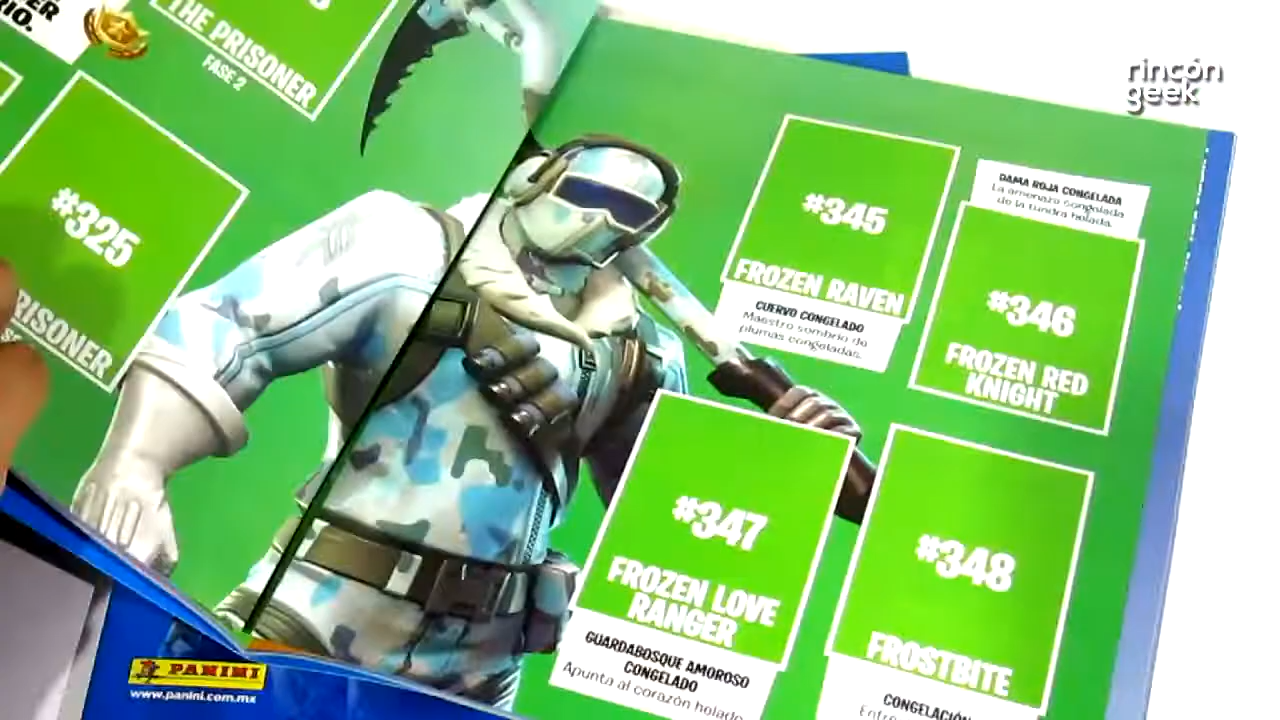 RIO.
THE PRISONER
FASE 2
#325
RISONER
rincón
geek
#345
FROZEN RAVEN
CUERVO CONGELADO
Maestro sombrío de
plumas congeladas.
DAMA ROJA CONGELADA
La amenaza congelada
de la tundra helada.
#346
FROZEN RED
KNIGHT
#347
FROZEN LOVE
RANGER
GUARDABOSQUE AMOROSO
CONGELADO
Apunta al corazón helado
#348
FROSTBITE
CONGELACIÓN
PANINI
www.panini.com.mx